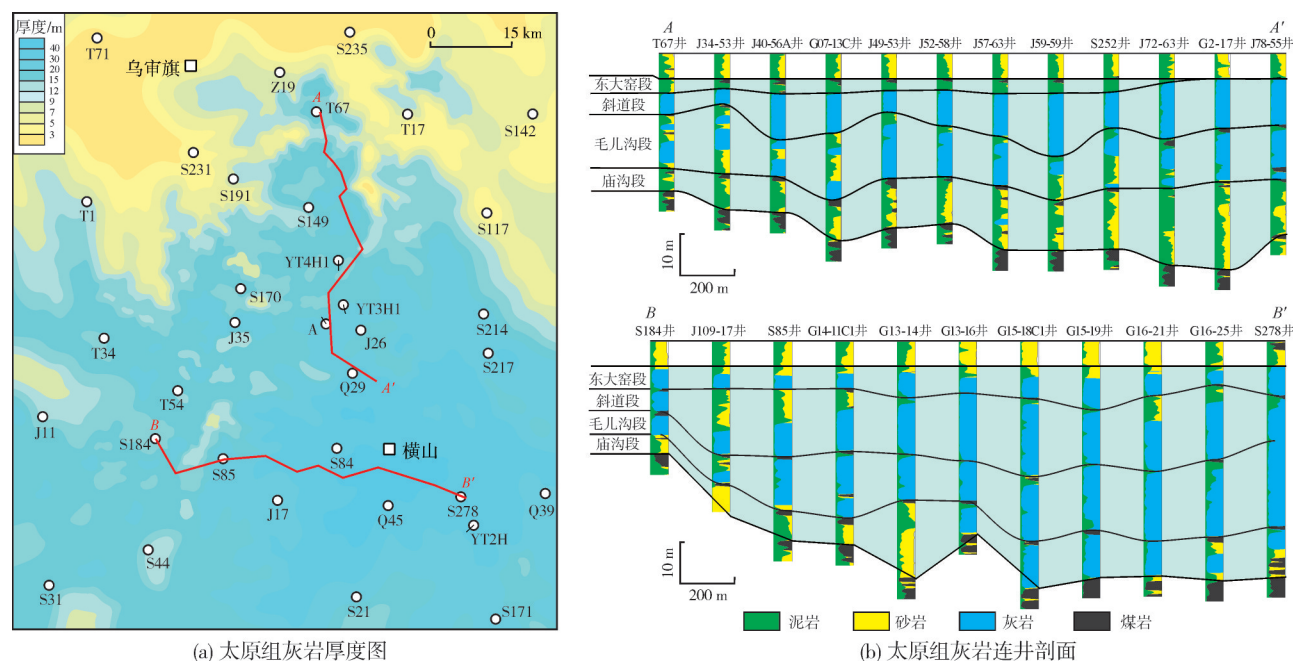 厚度/m
40
30
20
15
12
9
7
5
3
0 15 km
T71
S235
乌审旗
Z19
A
T67
T17
S142
S231
S191
T1
S149
S117
YT4H1
S170
YT3H1
J35
A
J26
S214
T34
S217
Q29
A′
T54
J11
B
S184
S85
S84
横山
B′
J17
Q45
S278
Q39
YT2H
S44
S31
S21
S171
(a) 太原组灰岩厚度图
A A′
T67井 J34-53井 J40-56A井 G07-13C井 J49-53井 J52-58井 J57-63井 J59-59井 S252井 J72-63井 G2-17井 J78-55井
东大窑段
斜道段
毛儿沟段
庙沟段
10 m
200 m
B B′
S184井 J109-17井 S85井 G14-11C1井 G13-14井 G13-16井 G15-18C1井 G15-19井 G16-21井 G16-25井 S278井
东大窑段
斜道段
毛儿沟段
庙沟段
10 m
200 m
泥岩 砂岩 灰岩 煤岩
(b) 太原组灰岩连井剖面